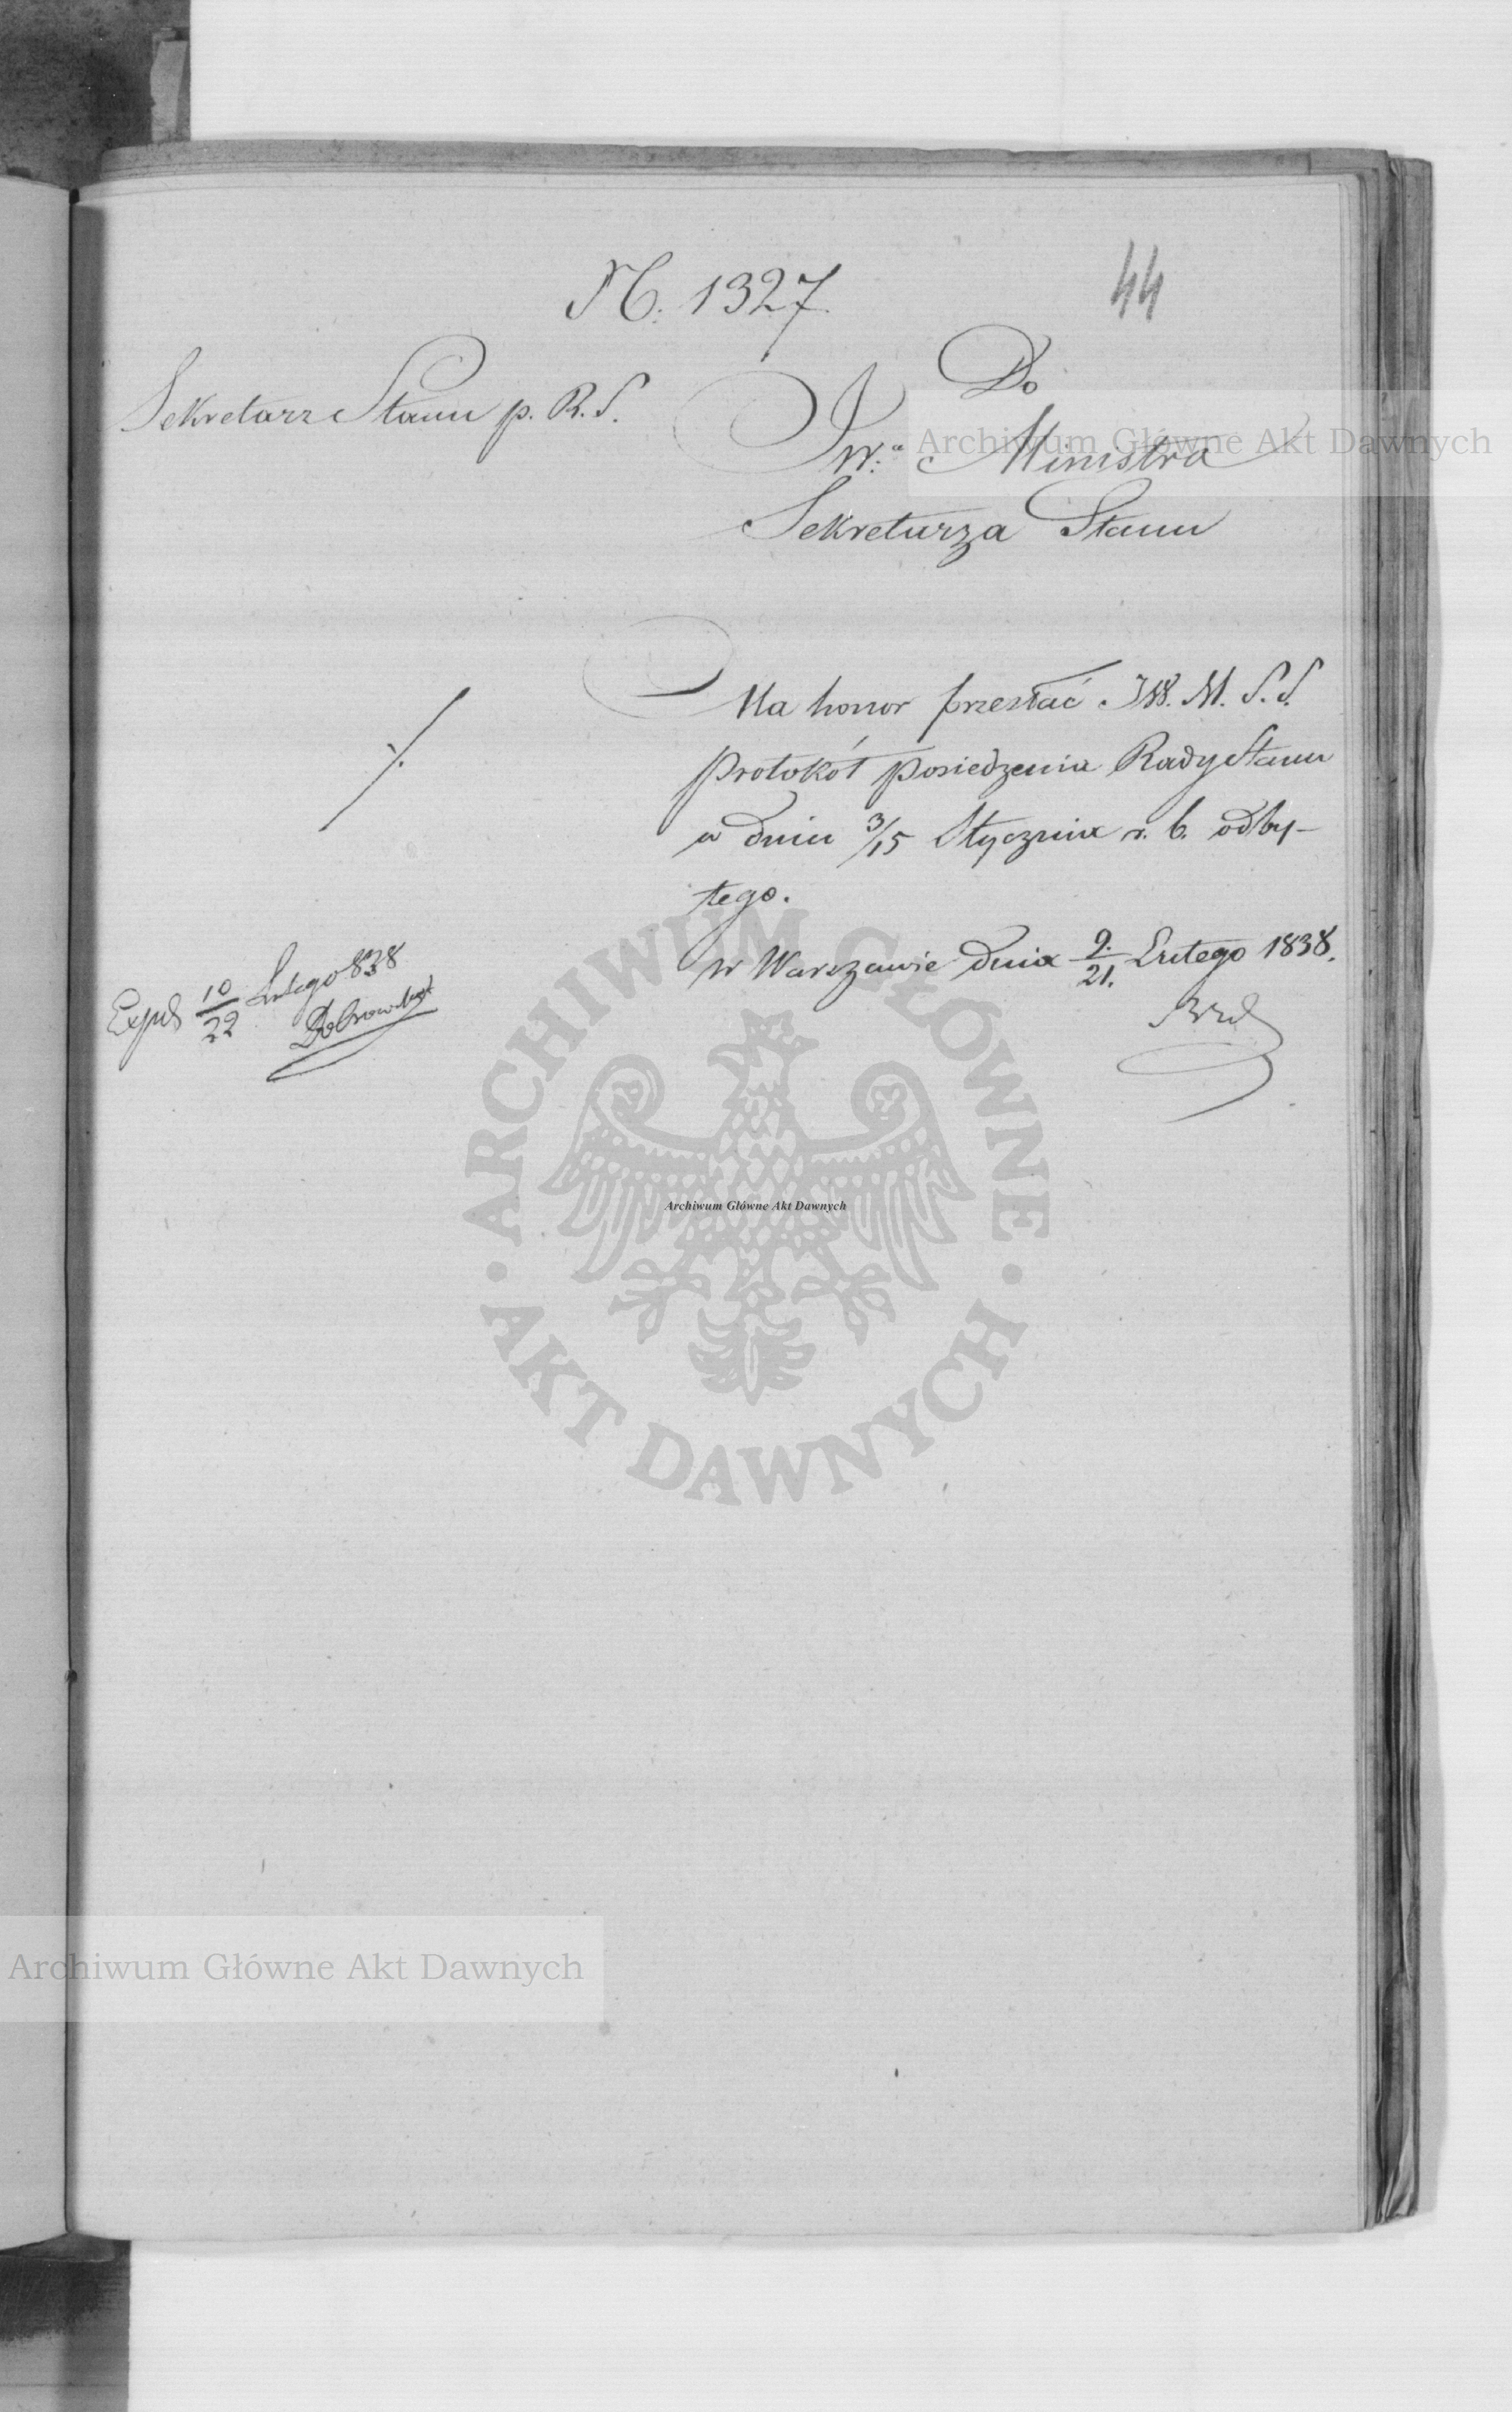 N. 1327.
44
Sekretarz Stanu p. R. S.
Do
JW.a Ministra
Sekretarza Stanu
Ma honor przesłać JW. M. S. S.
protokół posiedzenia Rady Stanu
w dniu 3/15 Stycznia r. b. odby-
tego.
w Warszawie dnia 9./21. Lutego 1838.
Exped 10/22 Lutego 838
Dobrowolski
Archiwum Główne Akt Dawnych
ARCHIWUM GŁÓWNE · AKT DAWNYCH ·
Archiwum Główne Akt Dawnych
Archiwum Główne Akt Dawnych